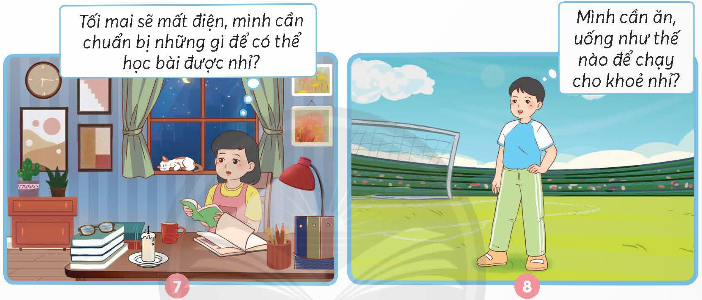 Tối mai sẽ mất điện, mình cần
chuẩn bị những gì để có thể
học bài được nhỉ?
Mình cần ăn,
uống như thế
nào để chạy
cho khoẻ nhỉ?
7
8